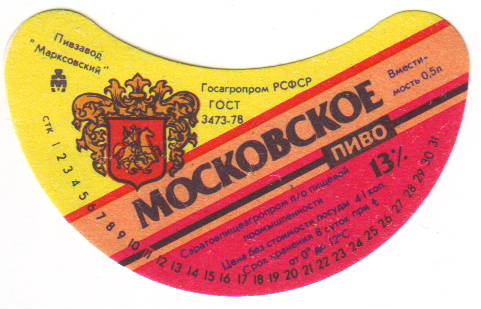 Пивзавод
"Марксовский"
Госагропром РСФСР
ГОСТ
3473-78
Вмести-
мость 0,5л
МОСКОВСКОЕ
ПИВО
13%
Саратовпищеагропром п/о пищевой
промышленности
Цена без стоимости посуды 41 коп.
Срок хранения 8 суток при t
от 0° до 12°С
стк 1 2 3 4 5 6 7 8 9 10 11 12 13 14 15 16 17 18 19 20 21 22 23 24 25 26 27 28 29 30 31